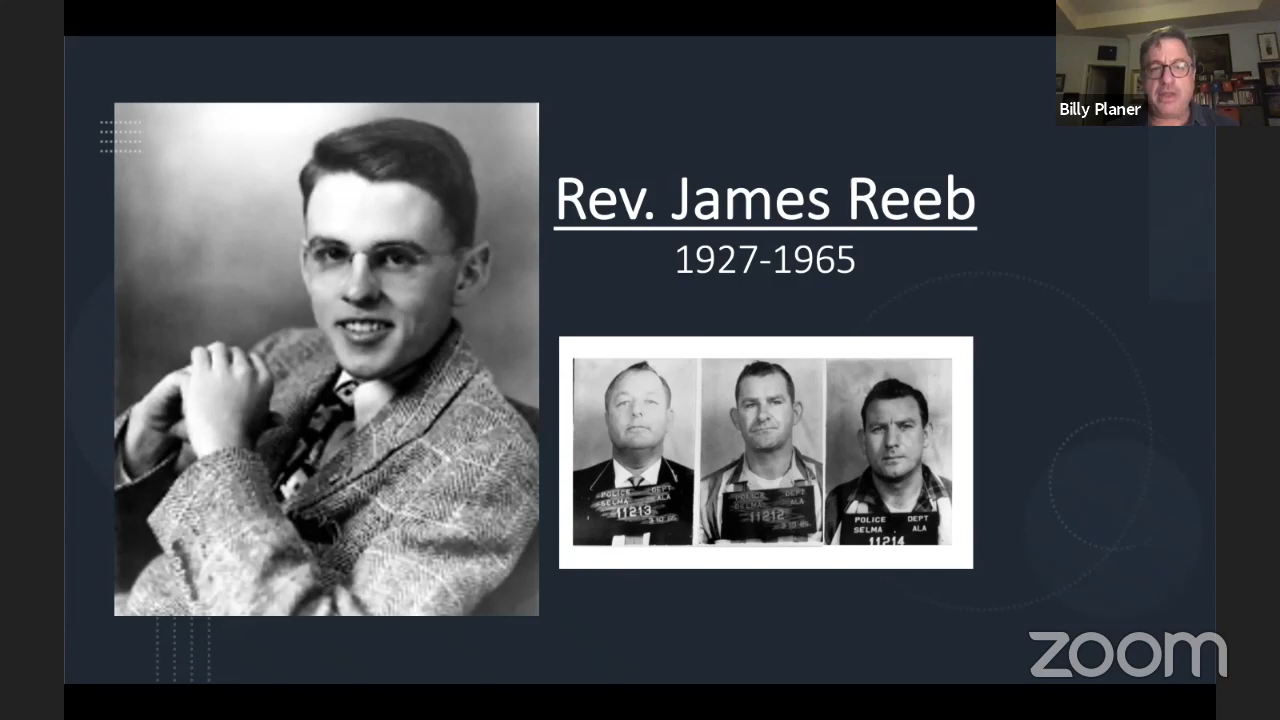 Billy Planer
Rev. James Reeb
1927-1965
POLICE DEPT
SELMA ALA
11213
POLICE DEPT
SELMA ALA
11212
POLICE DEPT
SELMA ALA
11214
zoom